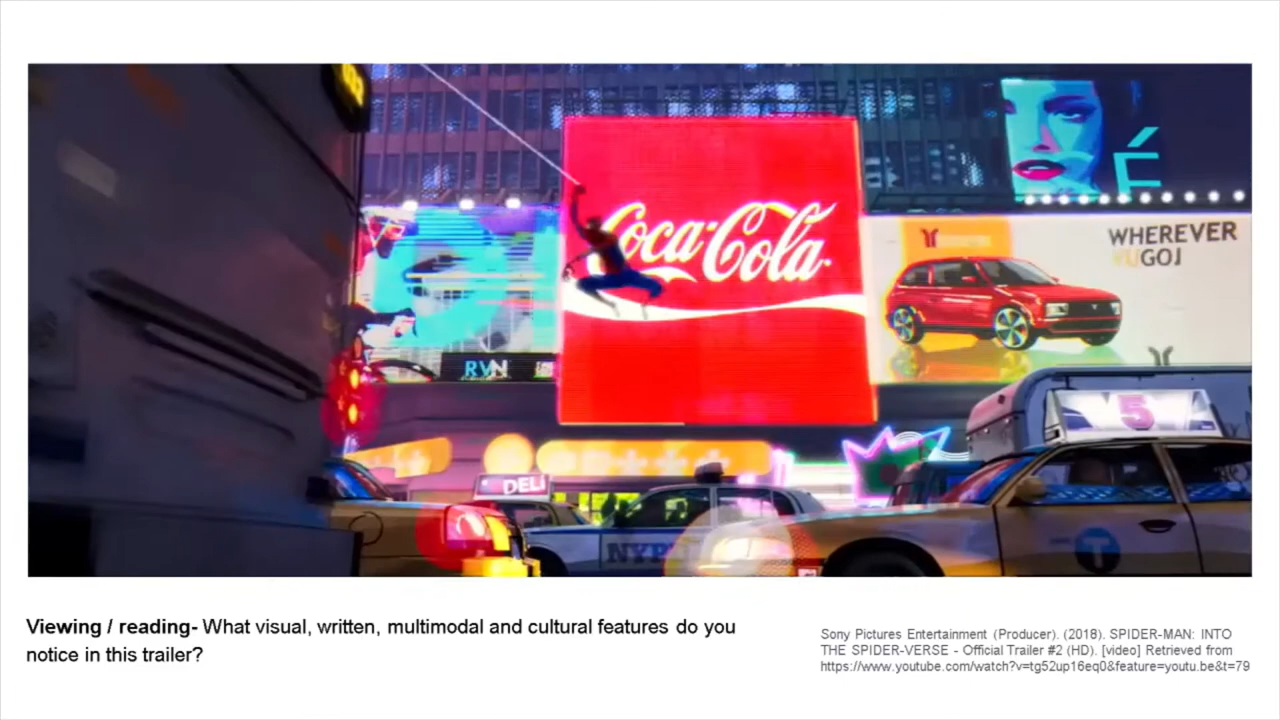 É
Coca-Cola
WHEREVER
YUGOJ
RVN
5
DELI
NYPD
T
Viewing / reading- What visual, written, multimodal and cultural features do you
notice in this trailer?
Sony Pictures Entertainment (Producer). (2018). SPIDER-MAN: INTO
THE SPIDER-VERSE - Official Trailer #2 (HD). [video] Retrieved from
https://www.youtube.com/watch?v=tg52up16eq0&feature=youtu.be&t=79